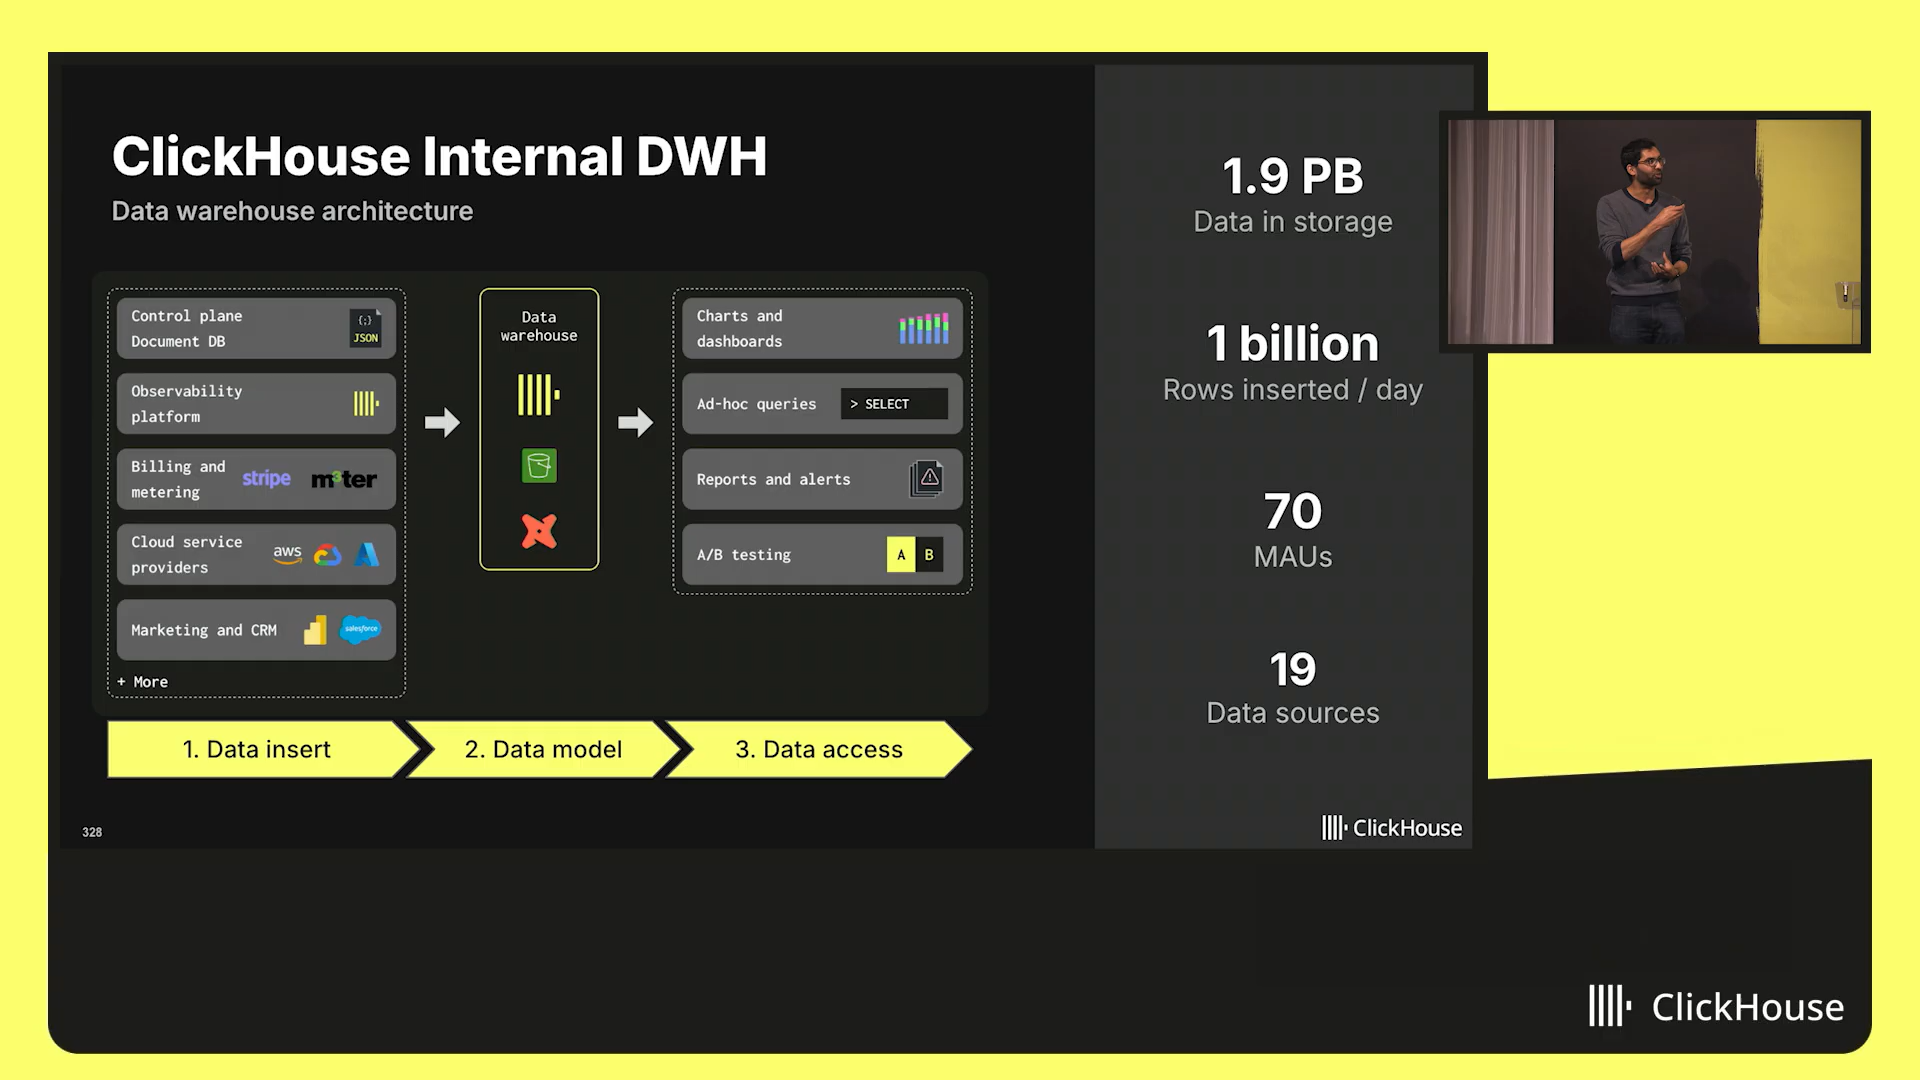 ClickHouse Internal DWH
Data warehouse architecture
Control plane
Document DB
{;}
JSON
Observability
platform
Billing and
metering
stripe
m3ter
Cloud service
providers
aws
Marketing and CRM
salesforce
+ More
Data
warehouse
Charts and
dashboards
Ad-hoc queries
> SELECT
Reports and alerts
A/B testing
A
B
1. Data insert
2. Data model
3. Data access
328
1.9 PB
Data in storage
1 billion
Rows inserted / day
70
MAUs
19
Data sources
ClickHouse
ClickHouse